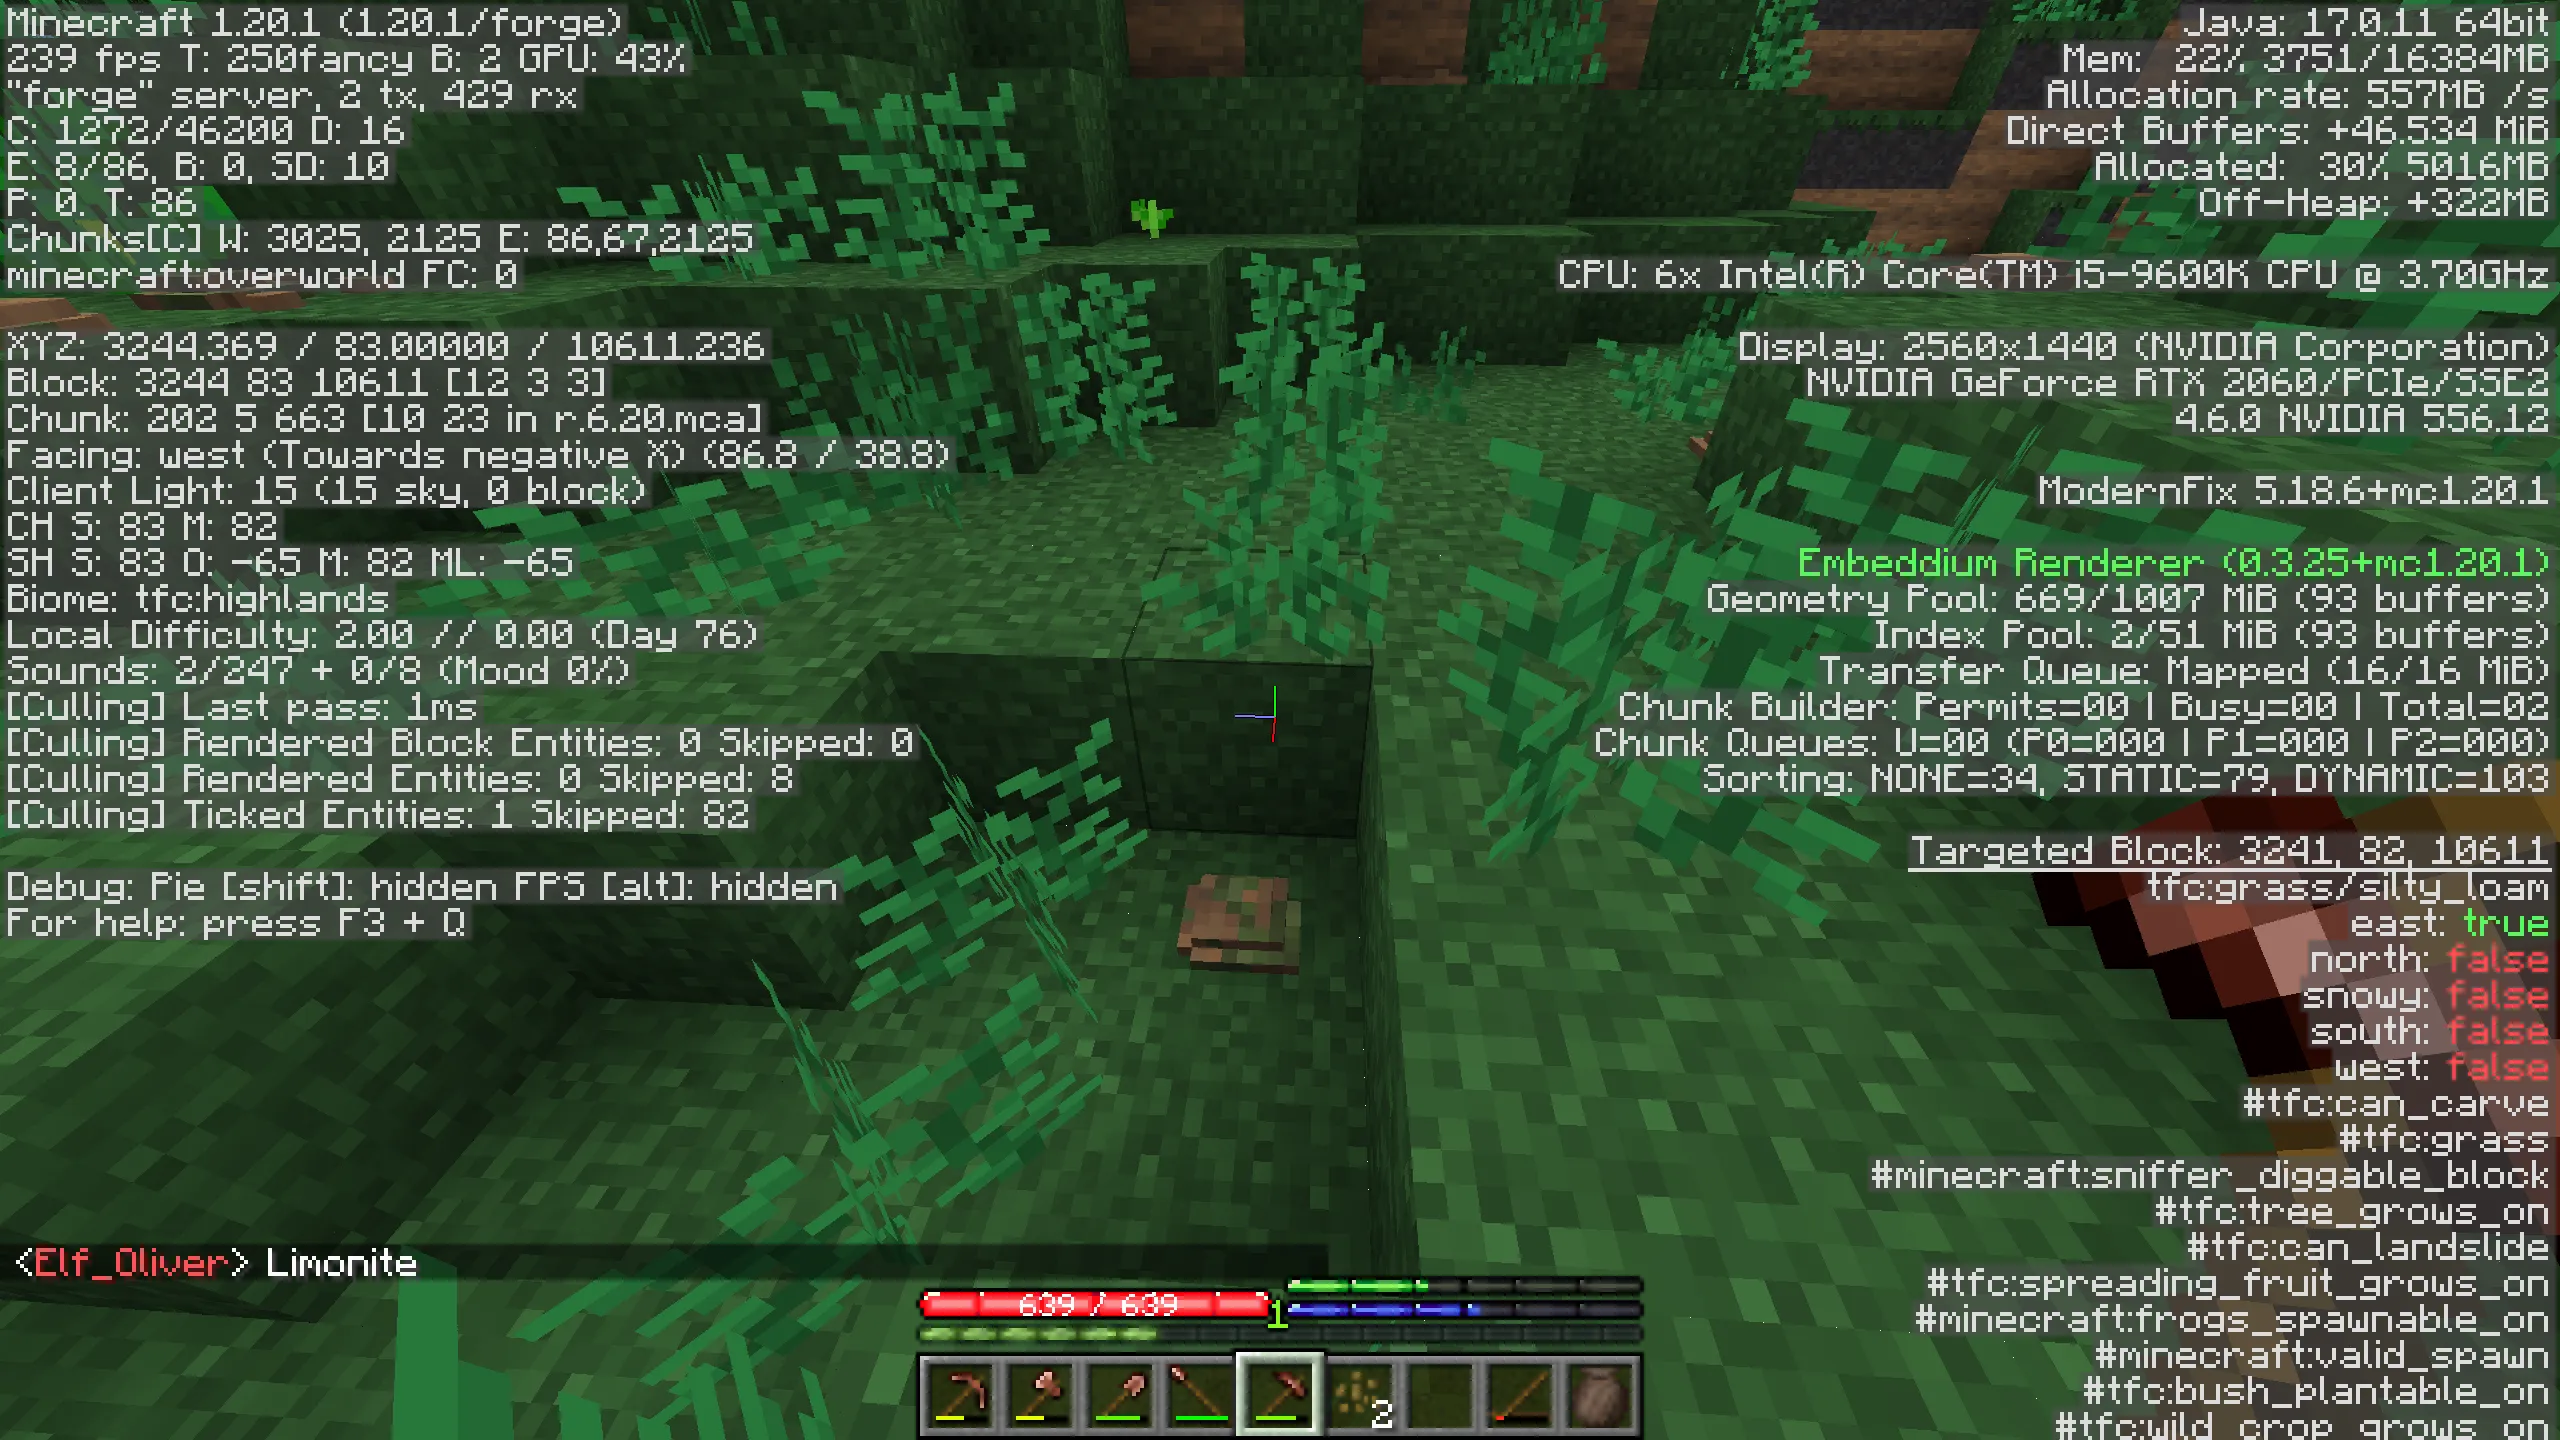 Minecraft 1.20.1 (1.20.1/forge)
239 fps T: 250fancy B: 2 GPU: 43%
"forge" server, 2 tx, 429 rx
C: 1272/46200 D: 16
E: 8/86, B: 0, SD: 10
P: 0. T: 86
Chunks[C] W: 3025, 2125 E: 86,67,2125
minecraft:overworld FC: 0
XYZ: 3244.369 / 83.00000 / 10611.236
Block: 3244 83 10611 [12 3 3]
Chunk: 202 5 663 [10 23 in r.6.20.mca]
Facing: west (Towards negative X) (86.8 / 38.8)
Client Light: 15 (15 sky, 0 block)
CH S: 83 M: 82
SH S: 83 O: -65 M: 82 ML: -65
Biome: tfc:highlands
Local Difficulty: 2.00 // 0.00 (Day 76)
Sounds: 2/247 + 0/8 (Mood 0%)
[Culling] Last pass: 1ms
[Culling] Rendered Block Entities: 0 Skipped: 0
[Culling] Rendered Entities: 0 Skipped: 8
[Culling] Ticked Entities: 1 Skipped: 82
Debug: Pie [shift]: hidden FPS [alt]: hidden
For help: press F3 + Q
Java: 17.0.11 64bit
Mem: 22% 3751/16384MB
Allocation rate: 557MB /s
Direct Buffers: +46.534 MiB
Allocated: 30% 5016MB
Off-Heap: +322MB
CPU: 6x Intel(R) Core(TM) i5-9600K CPU @ 3.70GHz
Display: 2560x1440 (NVIDIA Corporation)
NVIDIA GeForce RTX 2060/PCIe/SSE2
4.6.0 NVIDIA 556.12
ModernFix 5.18.6+mc1.20.1
Embeddium Renderer (0.3.25+mc1.20.1)
Geometry Pool: 669/1007 MiB (93 buffers)
Index Pool: 2/51 MiB (93 buffers)
Transfer Queue: Mapped (16/16 MiB)
Chunk Builder: Permits=00 | Busy=00 | Total=02
Chunk Queues: U=00 (P0=000 | P1=000 | P2=000)
Sorting: NONE=34, STATIC=79, DYNAMIC=103
Targeted Block: 3241, 82, 10611
tfc:grass/silty_loam
east: true
north: false
snowy: false
south: false
west: false
#tfc:can_carve
#tfc:grass
#minecraft:sniffer_diggable_block
#tfc:tree_grows_on
#tfc:can_landslide
#tfc:spreading_fruit_grows_on
#minecraft:frogs_spawnable_on
#minecraft:valid_spawn
#tfc:bush_plantable_on
#tfc:wild_crop_grows_on
<Elf_Oliver> Limonite
639 / 639
1
2